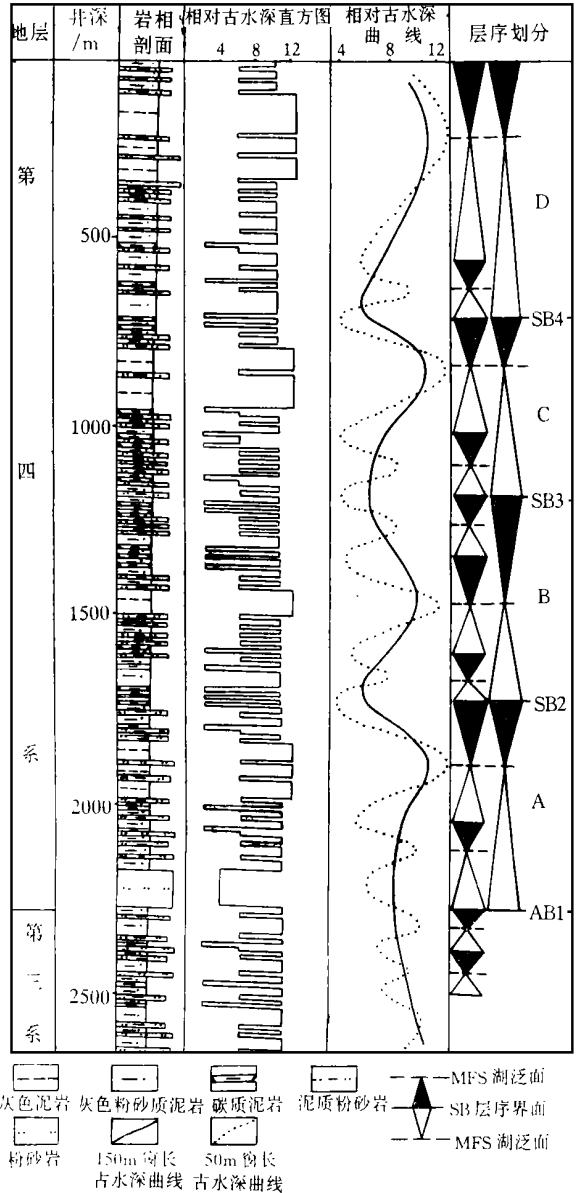 地层
井深
/m
岩相
剖面
相对古水深直方图
4 8 12
相对古水深
曲 线
4 12
层序划分
第
四
系
第
三
系
500
1000
1500
2000
2500
D
SB4
C
SB3
B
SB2
A
AB1
灰色泥岩 灰色粉砂质泥岩 碳质泥岩 泥质粉砂岩
粉砂岩 150m 窗长 50m 窗长
古水深曲线 古水深曲线
MFS 湖泛面
SB 层序界面
MFS 湖泛面